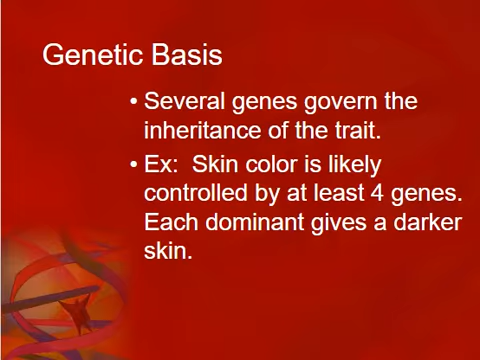 Genetic Basis
• Several genes govern the
inheritance of the trait.
• Ex:  Skin color is likely
controlled by at least 4 genes.
Each dominant gives a darker
skin.